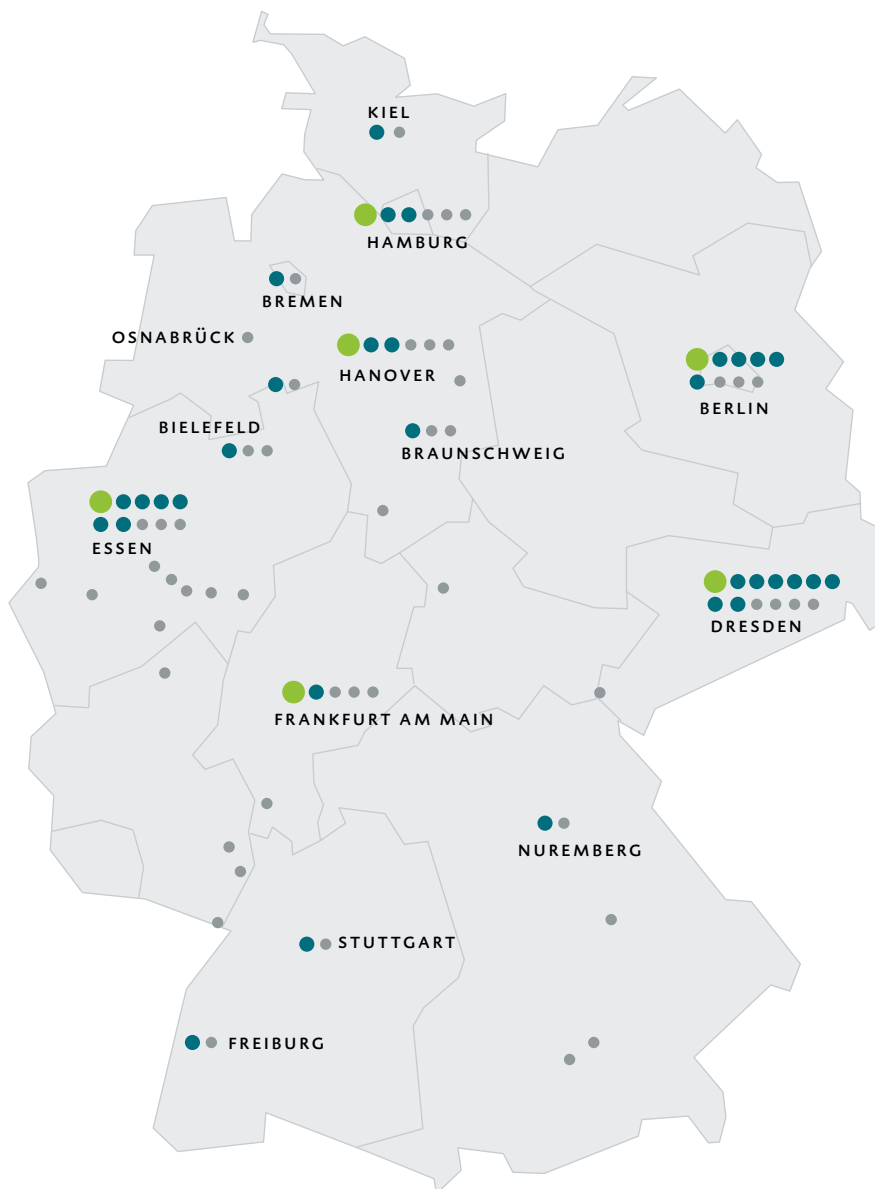 KIEL
HAMBURG
BREMEN
OSNABRÜCK
HANOVER
BERLIN
BIELEFELD
BRAUNSCHWEIG
ESSEN
DRESDEN
FRANKFURT AM MAIN
NUREMBERG
STUTTGART
FREIBURG